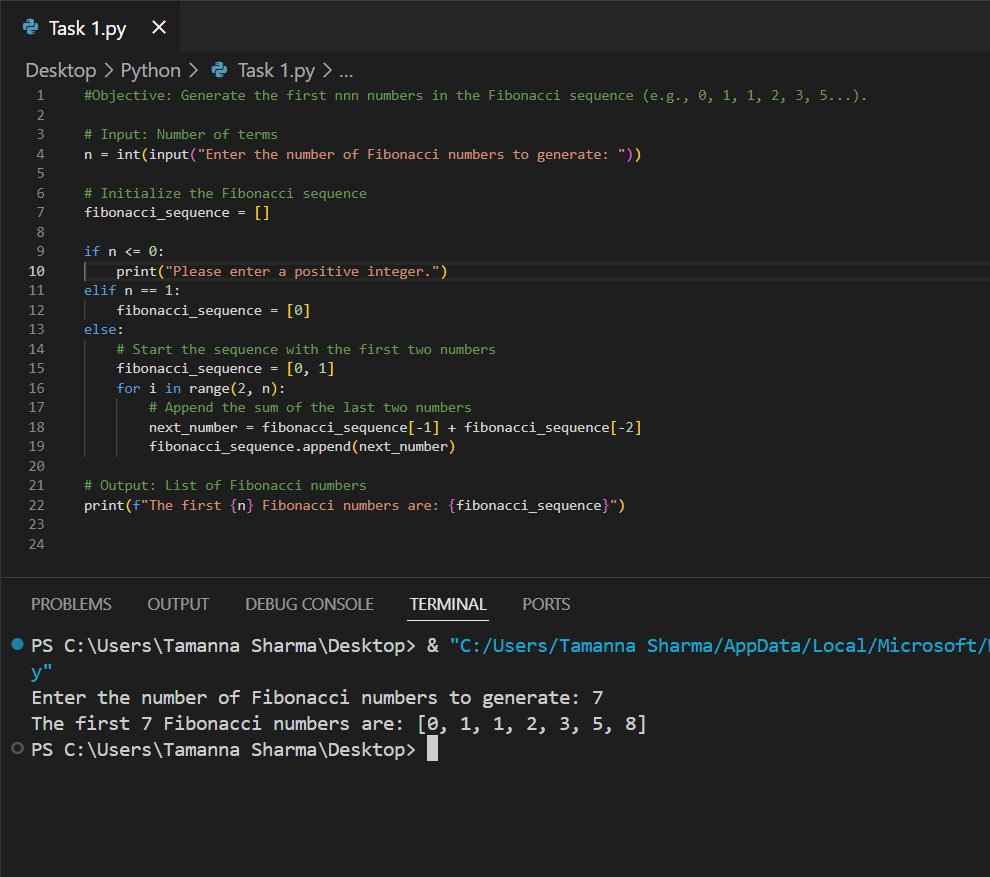 Task 1.py
Desktop > Python > Task 1.py > ...
1 #Objective: Generate the first nnn numbers in the Fibonacci sequence (e.g., 0, 1, 1, 2, 3, 5...).
2
3 # Input: Number of terms
4 n = int(input("Enter the number of Fibonacci numbers to generate: "))
5
6 # Initialize the Fibonacci sequence
7 fibonacci_sequence = []
8
9 if n <= 0:
10     print("Please enter a positive integer.")
11 elif n == 1:
12     fibonacci_sequence = [0]
13 else:
14     # Start the sequence with the first two numbers
15     fibonacci_sequence = [0, 1]
16     for i in range(2, n):
17         # Append the sum of the last two numbers
18         next_number = fibonacci_sequence[-1] + fibonacci_sequence[-2]
19         fibonacci_sequence.append(next_number)
20
21 # Output: List of Fibonacci numbers
22 print(f"The first {n} Fibonacci numbers are: {fibonacci_sequence}")
23
24
PROBLEMS OUTPUT DEBUG CONSOLE TERMINAL PORTS
PS C:\Users\Tamanna Sharma\Desktop> & "C:/Users/Tamanna Sharma/AppData/Local/Microsoft/
y"
Enter the number of Fibonacci numbers to generate: 7
The first 7 Fibonacci numbers are: [0, 1, 1, 2, 3, 5, 8]
PS C:\Users\Tamanna Sharma\Desktop>